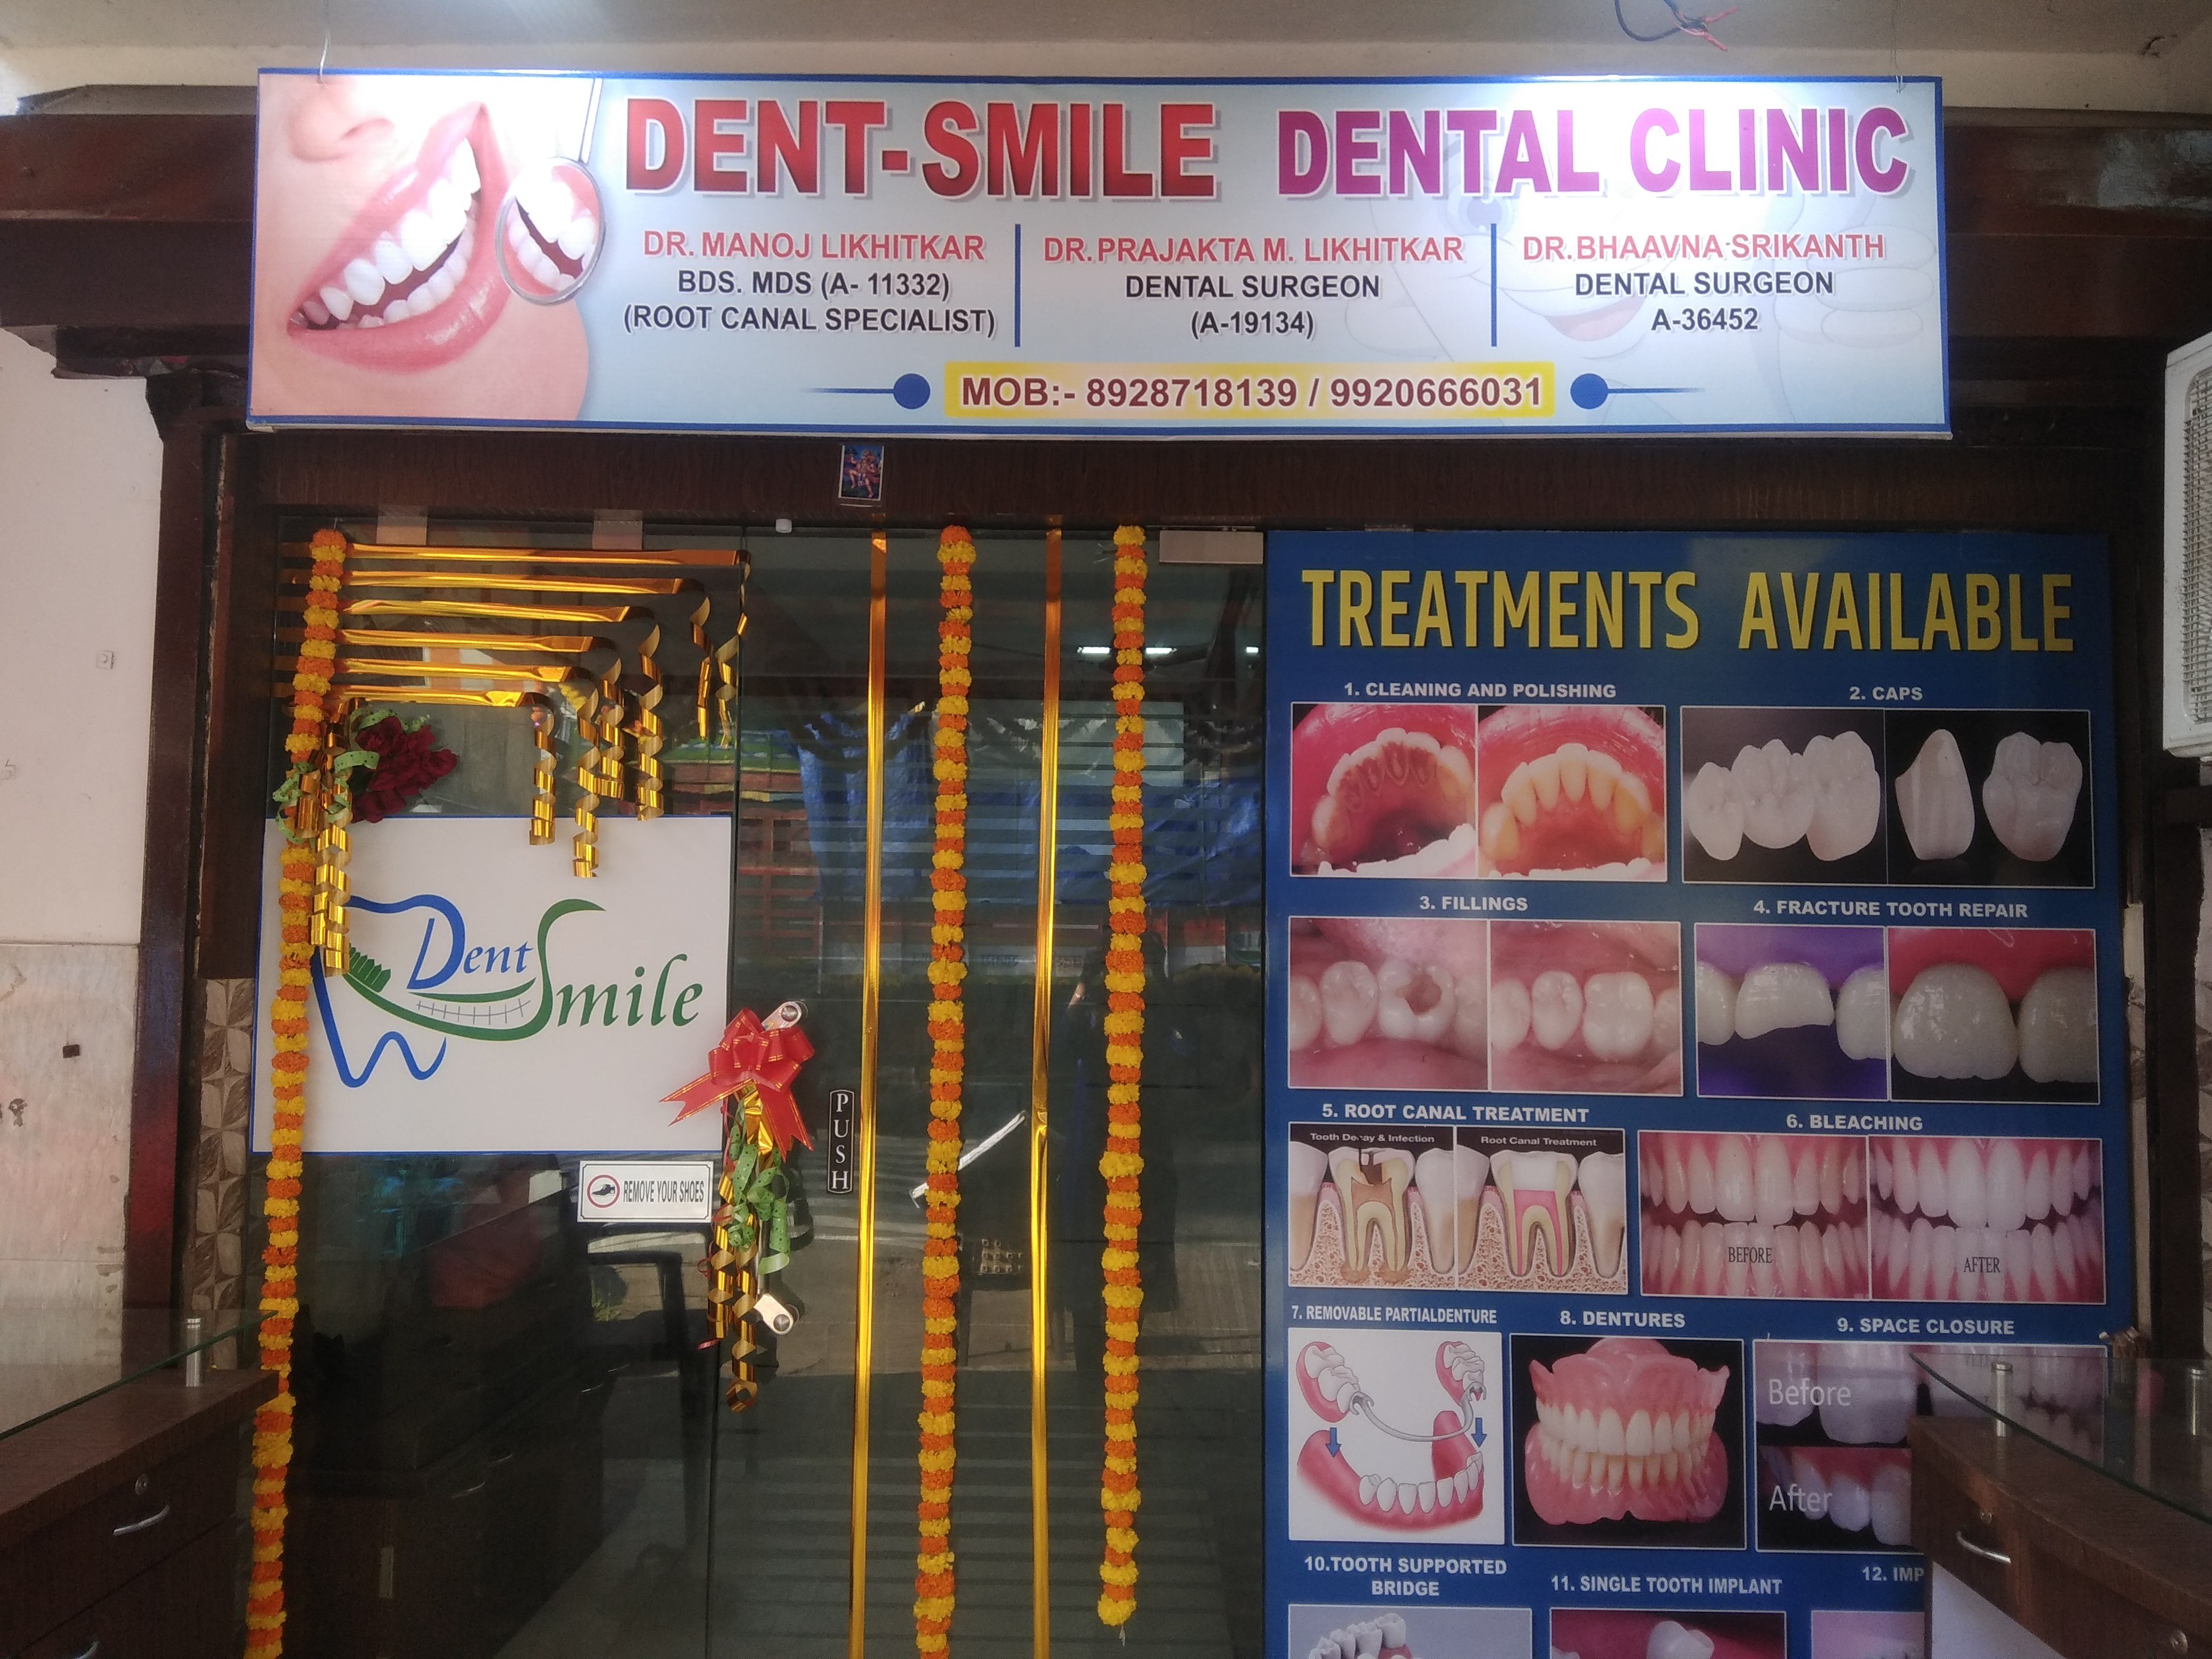 DENT-SMILE DENTAL CLINIC
DR. MANOJ LIKHITKAR
BDS. MDS (A- 11332)
(ROOT CANAL SPECIALIST)
DR. PRAJAKTA M. LIKHITKAR
DENTAL SURGEON
(A-19134)
DR. BHAAVNA SRIKANTH
DENTAL SURGEON
A-36452
MOB:- 8928718139 / 9920666031
Dent Smile
PUSH
REMOVE YOUR SHOES
TREATMENTS AVAILABLE
1. CLEANING AND POLISHING
2. CAPS
3. FILLINGS
4. FRACTURE TOOTH REPAIR
5. ROOT CANAL TREATMENT
Tooth Decay & Infection
Root Canal Treatment
6. BLEACHING
BEFORE
AFTER
7. REMOVABLE PARTIALDENTURE
8. DENTURES
9. SPACE CLOSURE
Before
After
10.TOOTH SUPPORTED
BRIDGE
11. SINGLE TOOTH IMPLANT
12. IMP